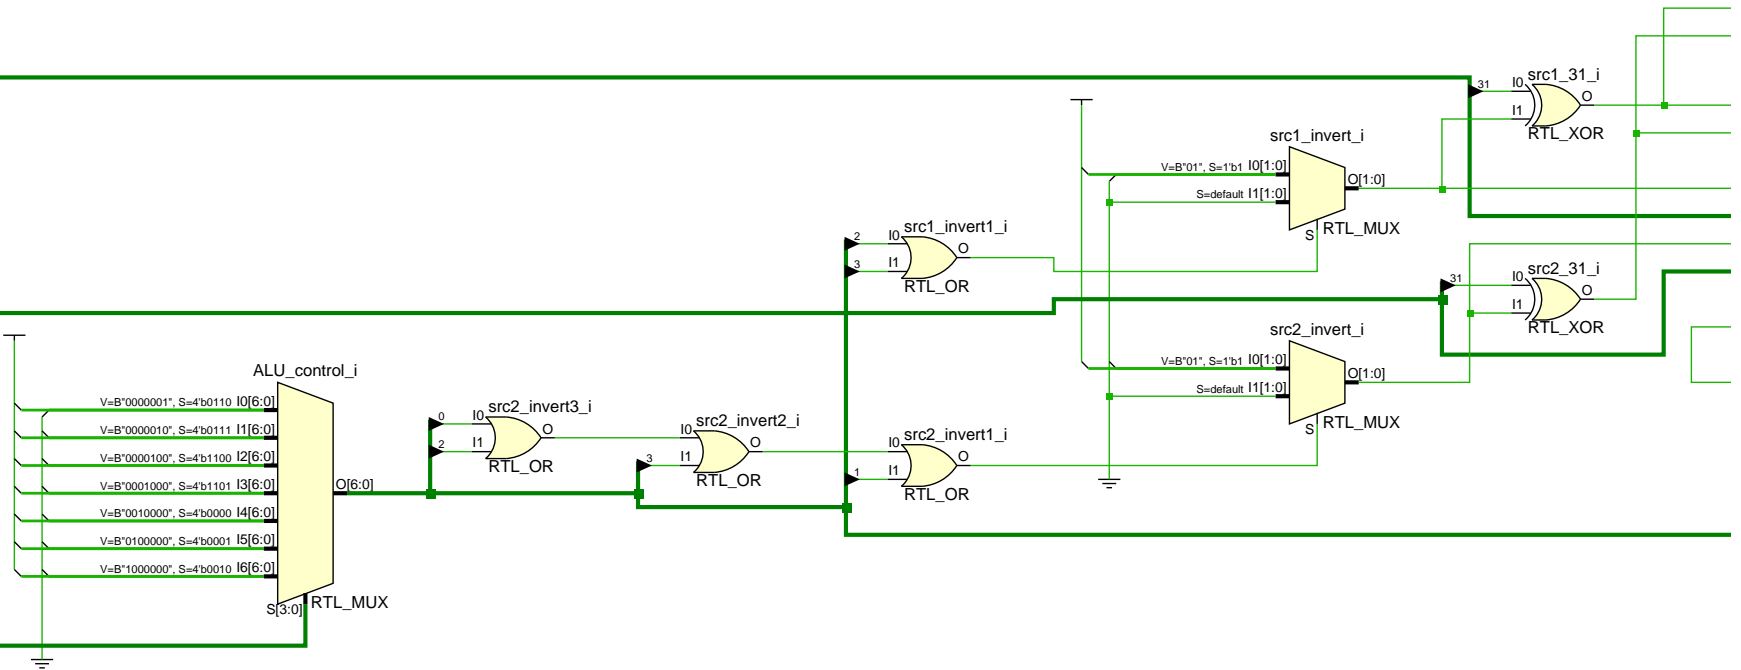 src1_31_i
31
I0
O
I1
RTL_XOR
src1_invert_i
V=B"01", S=1'b1 I0[1:0]
O[1:0]
S=default I1[1:0]
S
RTL_MUX
src1_invert1_i
2
I0
O
3
I1
RTL_OR
src2_31_i
31
I0
O
I1
RTL_XOR
src2_invert_i
V=B"01", S=1'b1 I0[1:0]
O[1:0]
S=default I1[1:0]
S
RTL_MUX
ALU_control_i
V=B"0000001", S=4'b0110 I0[6:0]
V=B"0000010", S=4'b0111 I1[6:0]
V=B"0000100", S=4'b1100 I2[6:0]
V=B"0001000", S=4'b1101 I3[6:0]
V=B"0010000", S=4'b0000 I4[6:0]
V=B"0100000", S=4'b0001 I5[6:0]
V=B"1000000", S=4'b0010 I6[6:0]
O[6:0]
S[3:0]
RTL_MUX
src2_invert3_i
0
I0
O
2
I1
RTL_OR
src2_invert2_i
I0
O
3
I1
RTL_OR
src2_invert1_i
I0
O
1
I1
RTL_OR